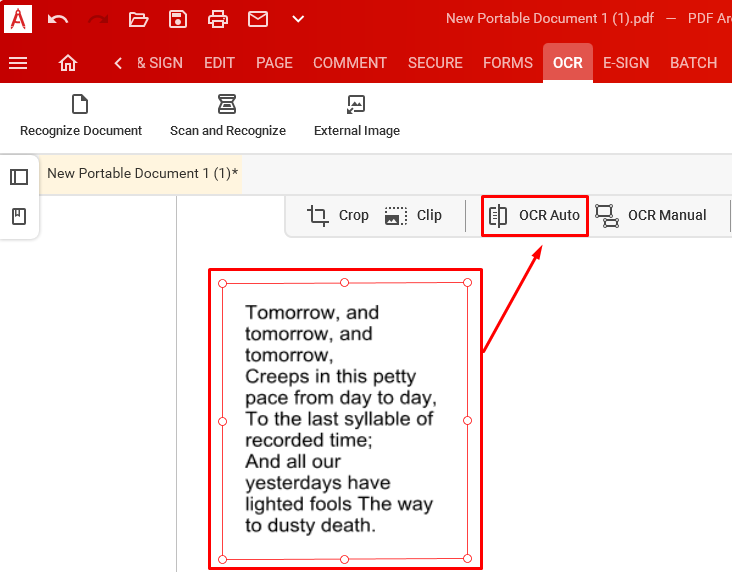 New Portable Document 1 (1).pdf — PDF Ar
& SIGN EDIT PAGE COMMENT SECURE FORMS OCR E-SIGN BATCH
Recognize Document Scan and Recognize External Image
New Portable Document 1 (1)*
Crop Clip OCR Auto OCR Manual
Tomorrow, and
tomorrow, and
tomorrow,
Creeps in this petty
pace from day to day,
To the last syllable of
recorded time;
And all our
yesterdays have
lighted fools The way
to dusty death.